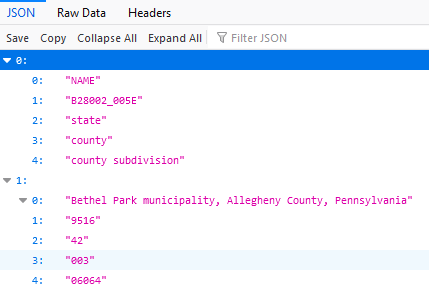 JSON Raw Data Headers
Save Copy Collapse All Expand All Filter JSON
0:
0: "NAME"
1: "B28002_005E"
2: "state"
3: "county"
4: "county subdivision"
1:
0: "Bethel Park municipality, Allegheny County, Pennsylvania"
1: "9516"
2: "42"
3: "003"
4: "06064"